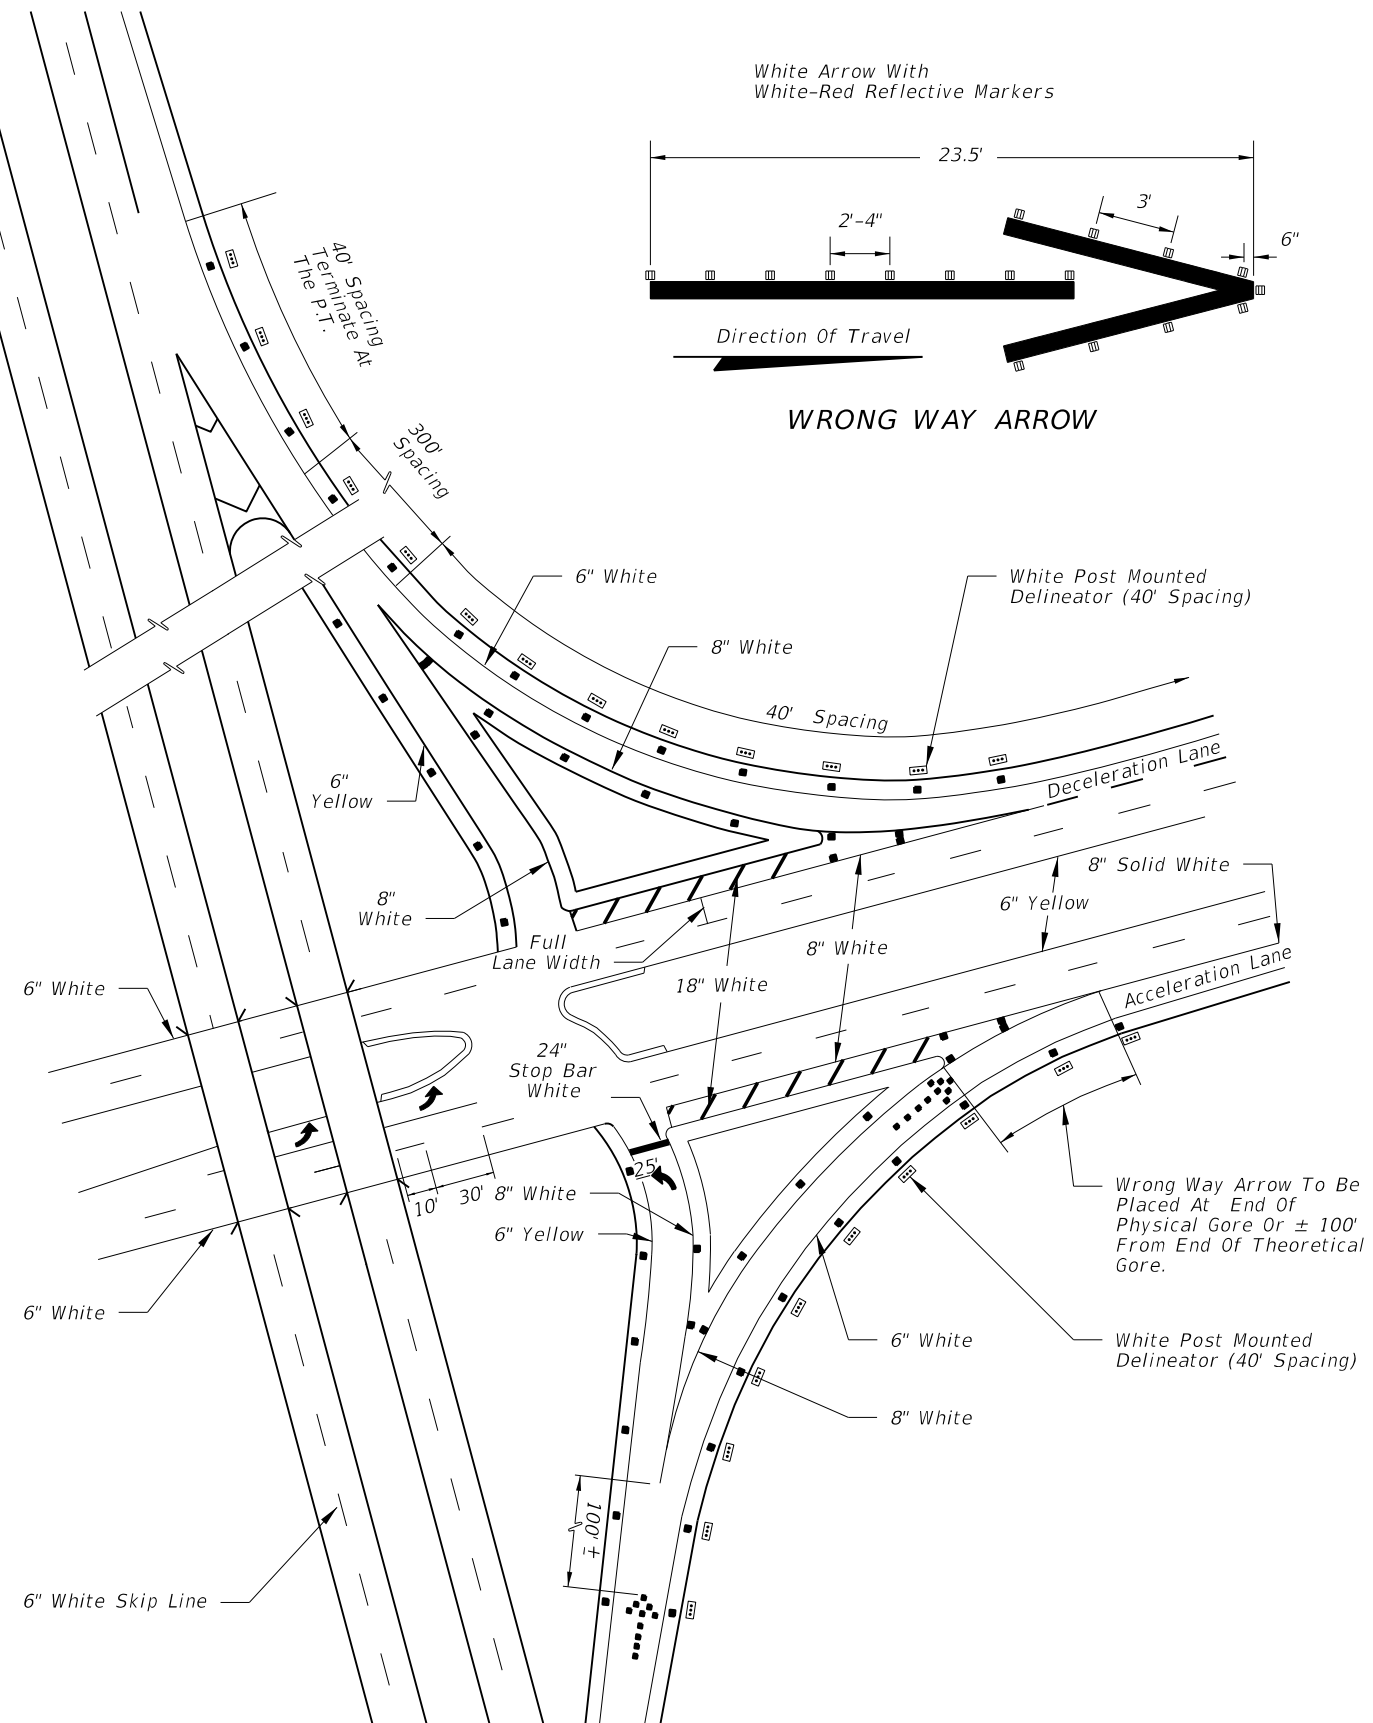 White Arrow With
White-Red Reflective Markers
23.5'
3'
2'-4"
6"
Direction Of Travel
WRONG WAY ARROW
40' Spacing
Terminate At
The P.T.
300'
Spacing
6" White
White Post Mounted
Delineator (40' Spacing)
8" White
40' Spacing
Deceleration Lane
6"
Yellow
8" Solid White
6" Yellow
8"
White
Full
Lane Width
8" White
18" White
Acceleration Lane
6" White
24"
Stop Bar
White
25'
10'
30'
8" White
6" Yellow
Wrong Way Arrow To Be
Placed At End Of
Physical Gore Or ± 100'
From End Of Theoretical
Gore.
6" White
6" White
White Post Mounted
Delineator (40' Spacing)
8" White
100' ±
6" White Skip Line